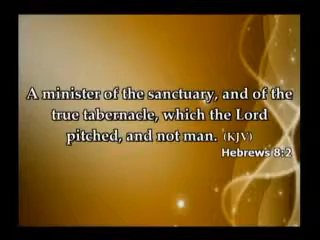 A minister of the sanctuary, and of the
true tabernacle, which the Lord
pitched, and not man. (KJV)
Hebrews 8:2